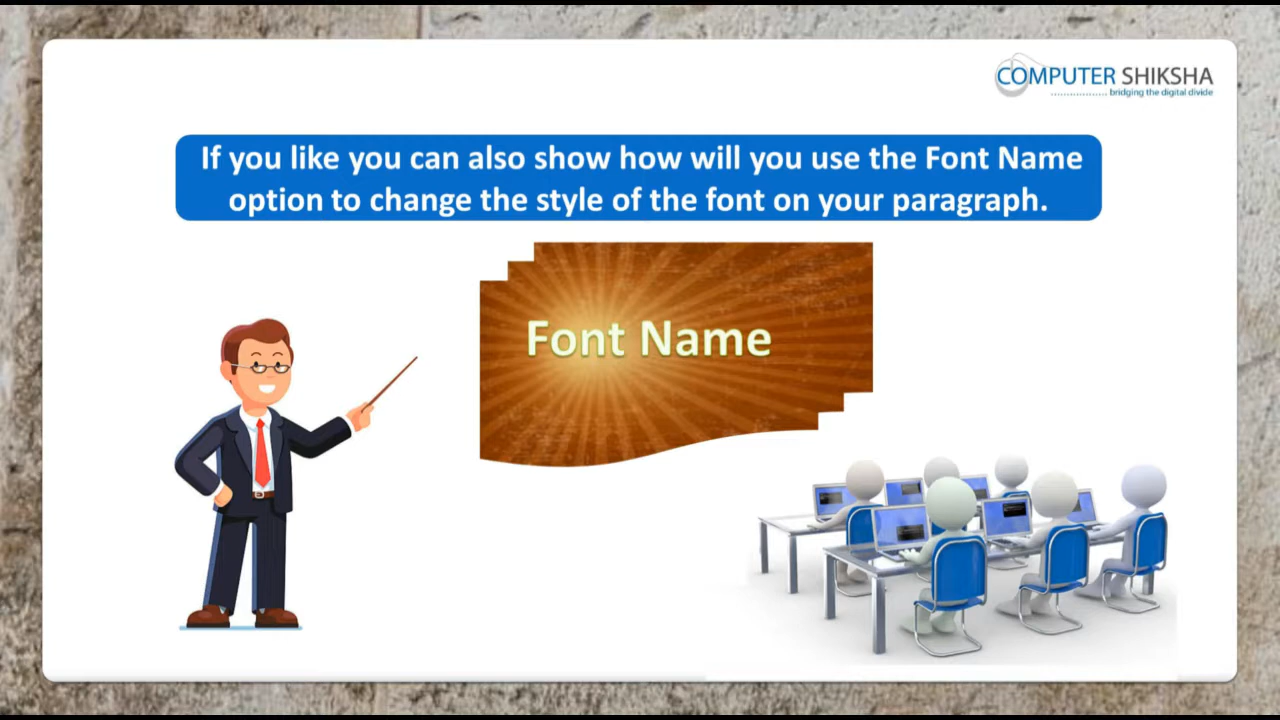 COMPUTER SHIKSHA
bridging the digital divide
If you like you can also show how will you use the Font Name
option to change the style of the font on your paragraph.
Font Name